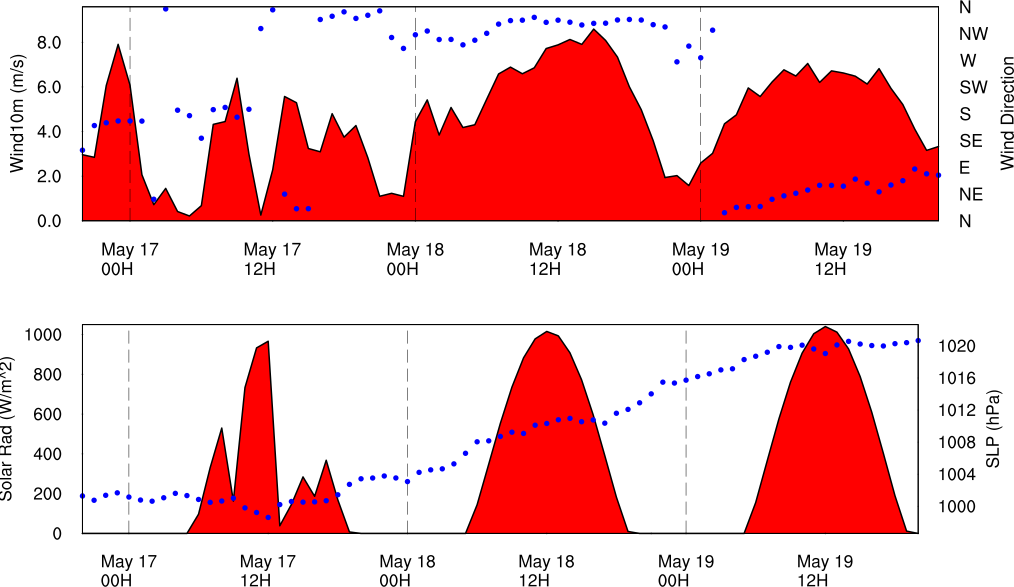 N
8.0
NW
W
6.0
SW
4.0
S
SE
2.0
E
NE
0.0
N
Wind10m (m/s)
Wind Direction
May 17 May 17 May 18 May 18 May 19 May 19
00H 12H 00H 12H 00H 12H
1000
1020
800
1016
600
1012
1008
400
1004
200
1000
0
Solar Rad (W/m^2)
SLP (hPa)
May 17 May 17 May 18 May 18 May 19 May 19
00H 12H 00H 12H 00H 12H